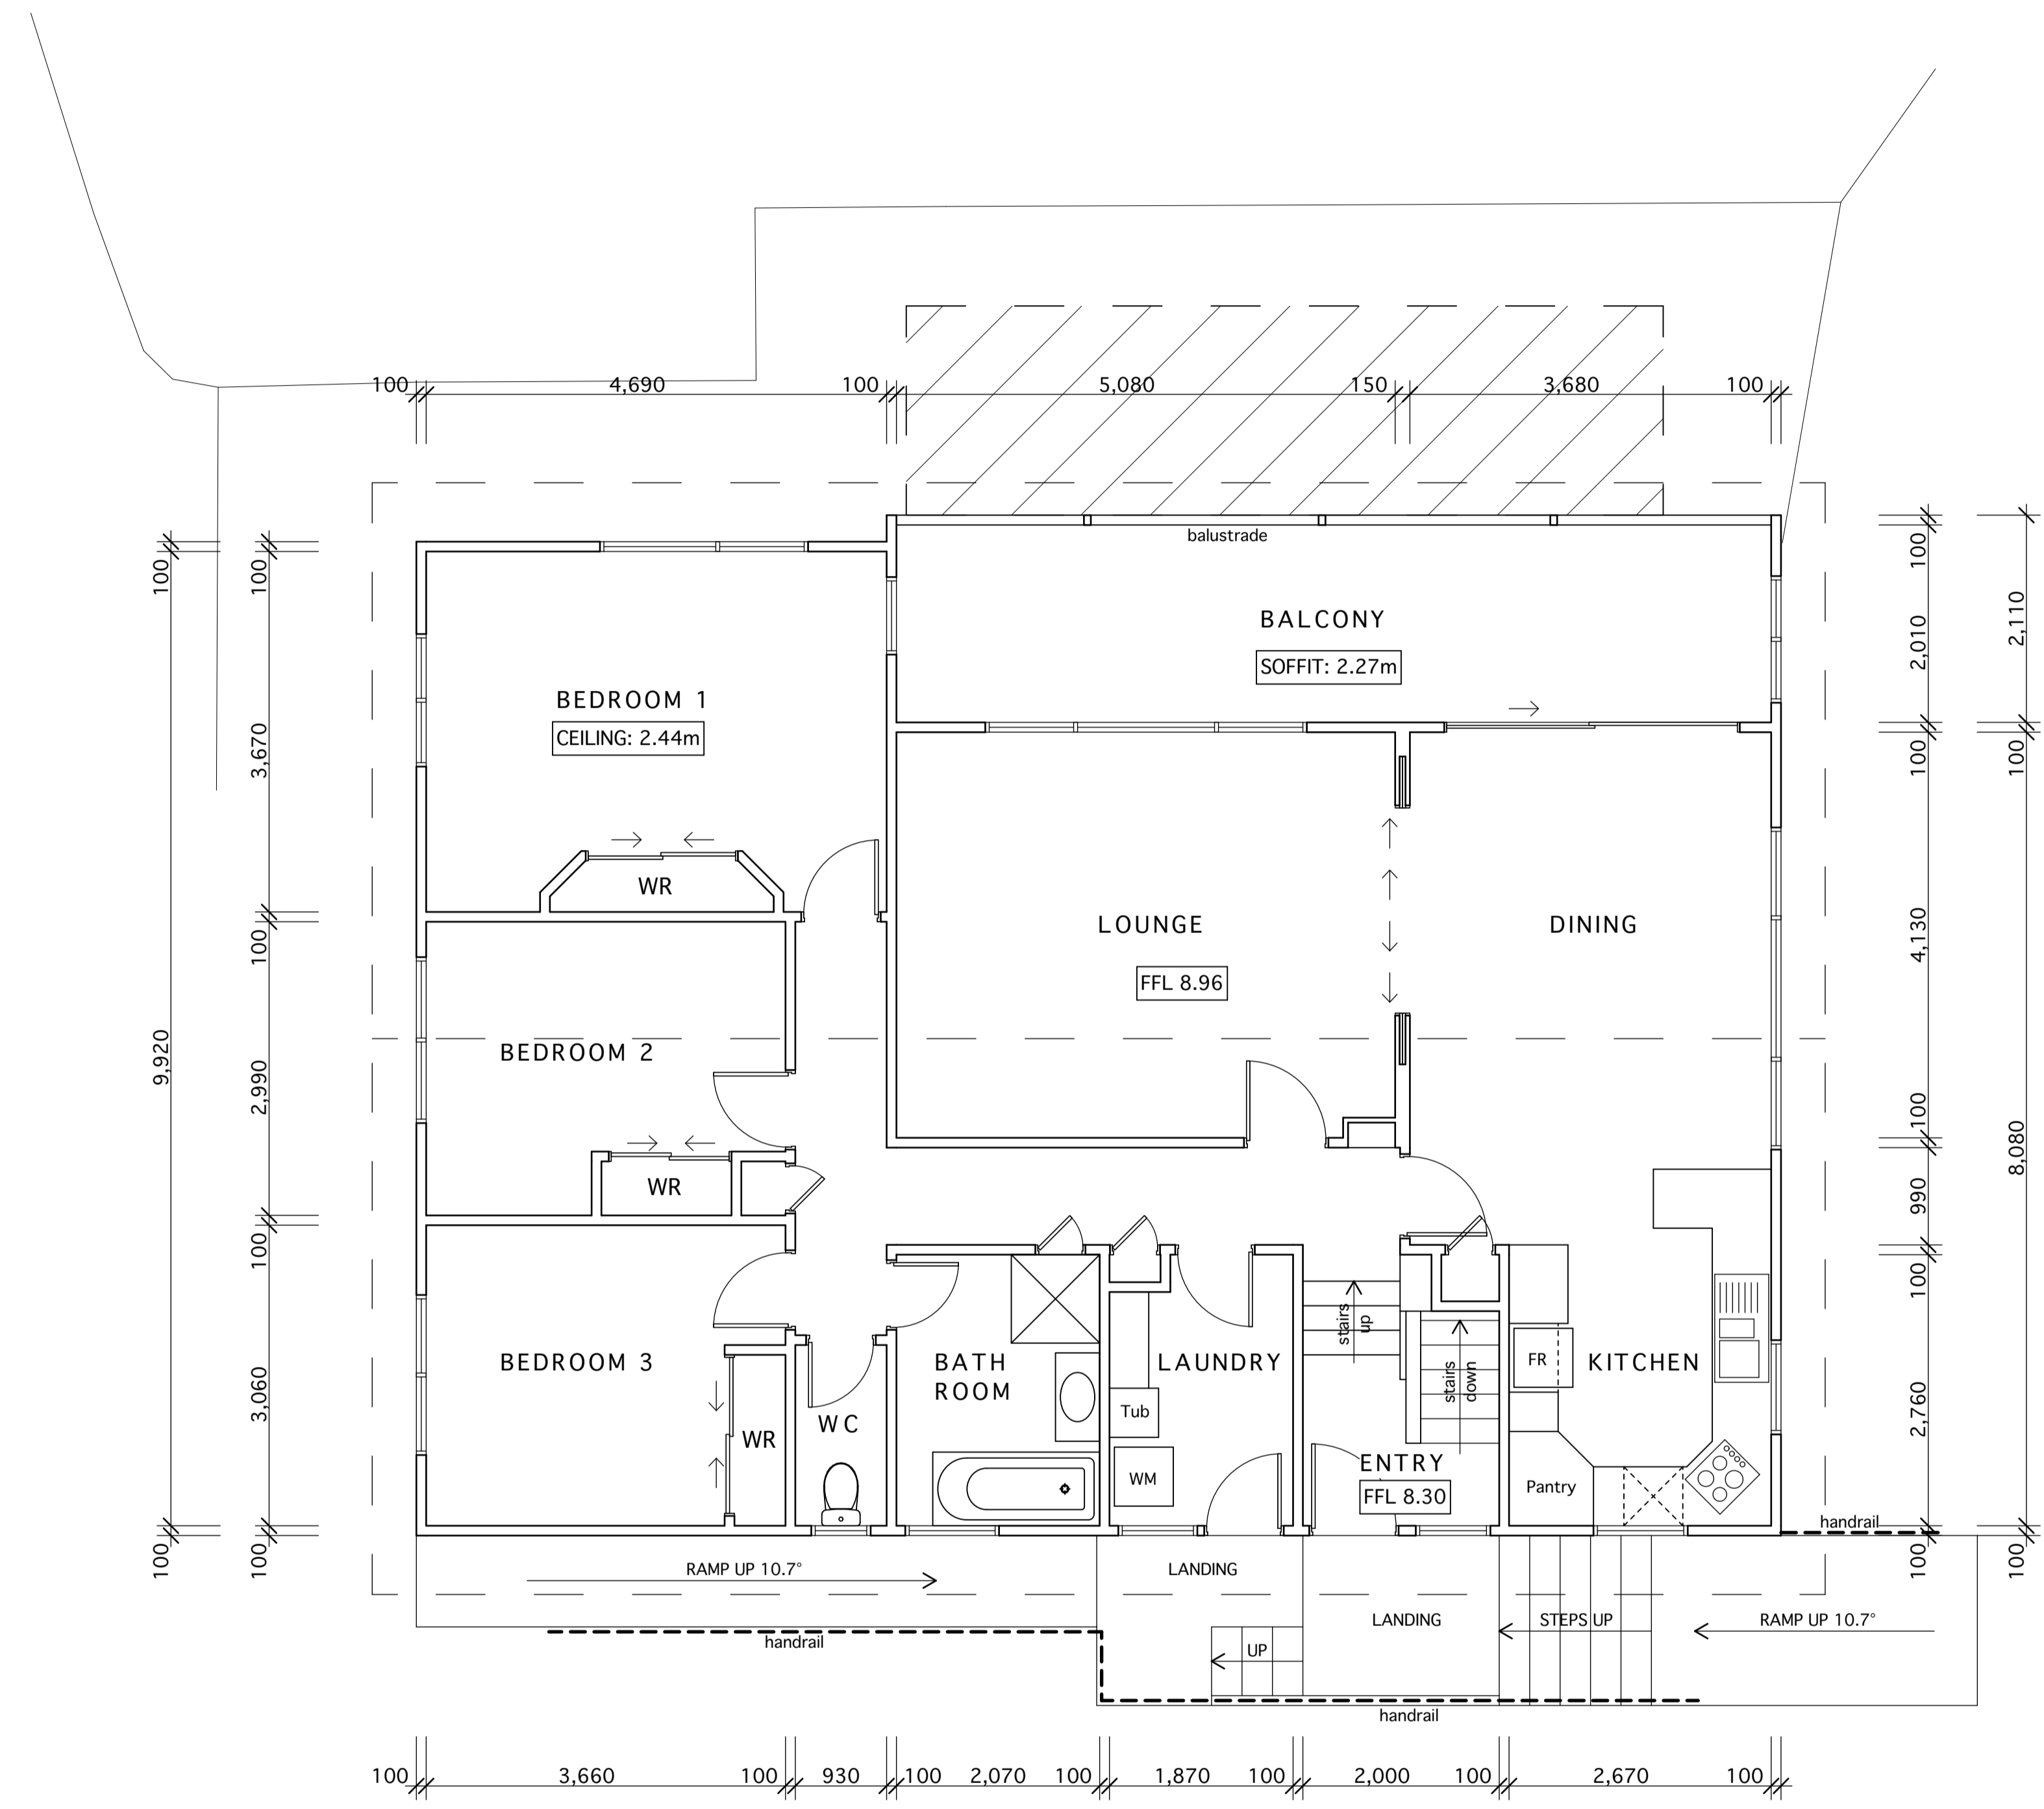 100 4,690 100 5,080 150 3,680 100
balustrade
BALCONY
SOFFIT: 2.27m
BEDROOM 1
CEILING: 2.44m
WR
LOUNGE
DINING
FFL 8.96
BEDROOM 2
WR
BEDROOM 3
WR
WC
BATH
ROOM
LAUNDRY
Tub
WM
stairs
up
stairs
down
ENTRY
FFL 8.30
FR
KITCHEN
Pantry
handrail
RAMP UP 10.7°
LANDING
LANDING
STEPS UP
RAMP UP 10.7°
handrail
UP
handrail
100
9,920
100
100
3,670
100
2,990
100
3,060
100
100
2,010
100
4,130
100
990
100
2,760
100
2,110
100
8,080
100
100 3,660 100 930 100 2,070 100 1,870 100 2,000 100 2,670 100